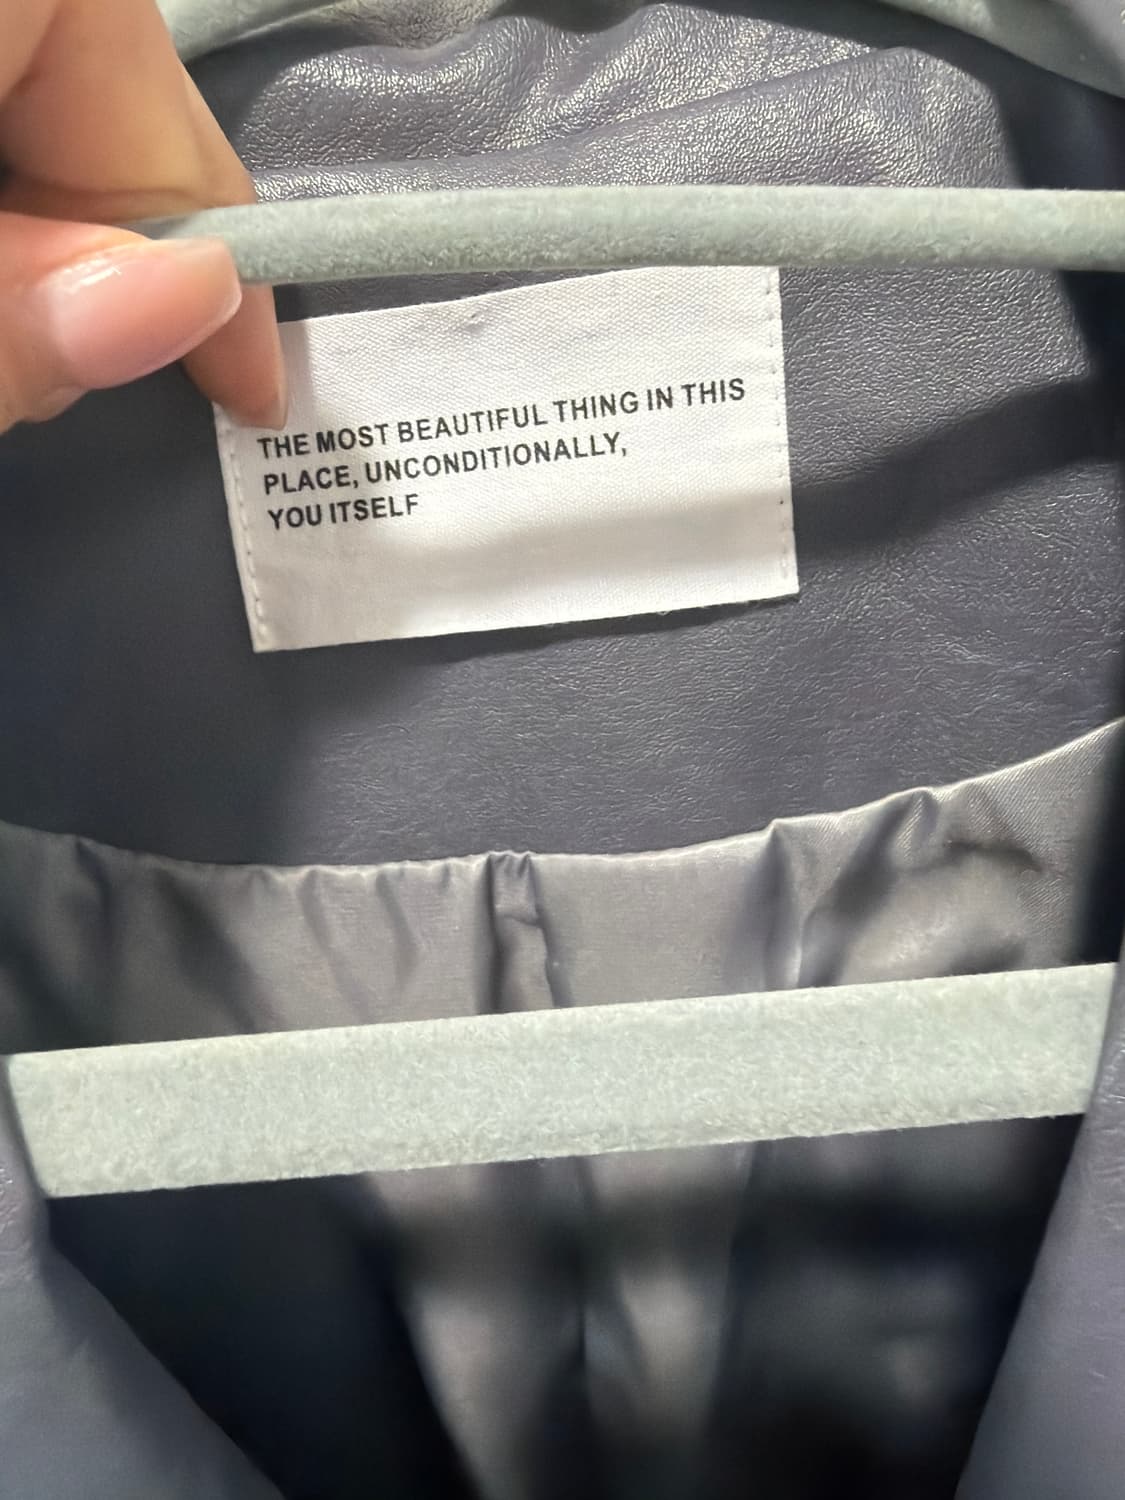 THE MOST BEAUTIFUL THING IN THIS
PLACE, UNCONDITIONALLY,
YOU ITSELF